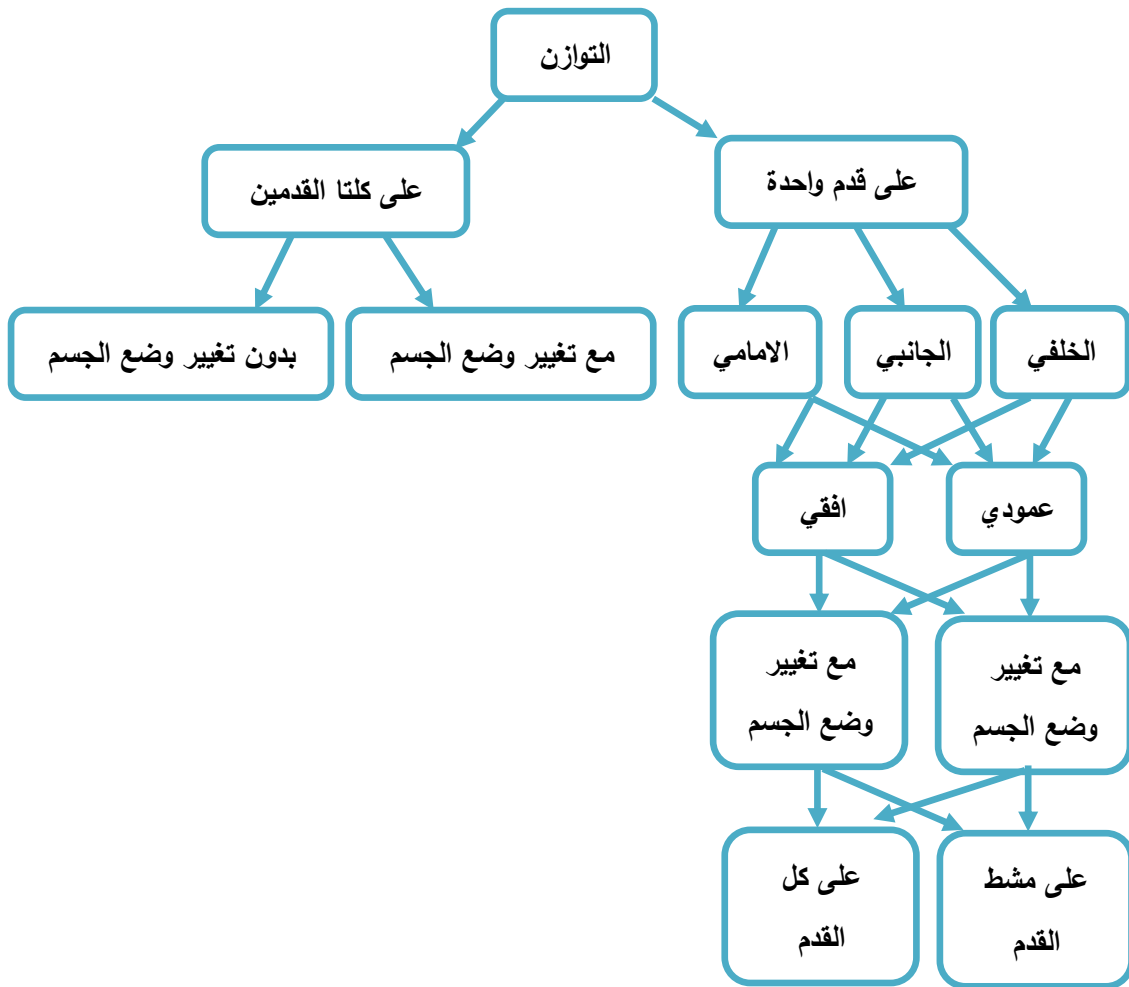 التوازن
على قدم واحدة
على كلتا القدمين
الخلفي
الجانبي
الامامي
مع تغيير وضع الجسم
بدون تغيير وضع الجسم
عمودي
افقي
مع تغيير
وضع الجسم
مع تغيير
وضع الجسم
على مشط
القدم
على كل
القدم